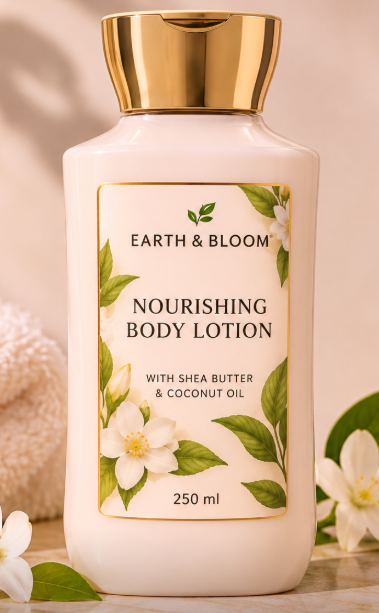 EARTH & BLOOM
NOURISHING
BODY LOTION
WITH SHEA BUTTER
& COCONUT OIL
250 ml